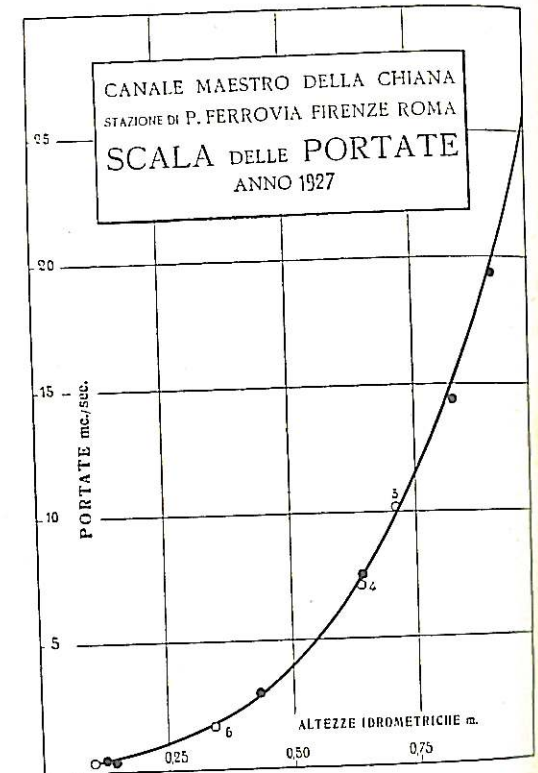 CANALE MAESTRO DELLA CHIANA
STAZIONE DI P. FERROVIA FIRENZE ROMA
SCALA DELLE PORTATE
ANNO 1927
25
20
15
10
5
PORTATE mc./sec.
3
4
6
ALTEZZE IDROMETRICHE m.
0,25
0,50
0,75